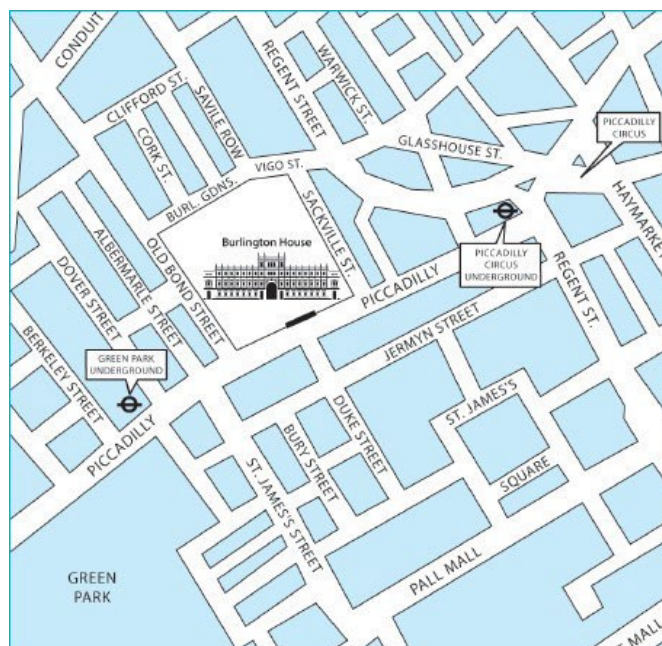 CONDUIT
REGENT STREET
WARWICK ST.
CLIFFORD ST.
SAVILE ROW
CORK ST.
GLASSHOUSE ST.
PICCADILLY
CIRCUS
VIGO ST.
BURL. GDNS.
SACKVILLE ST.
HAYMARKET
Burlington House
OLD BOND STREET
ALBERMARLE STREET
DOVER STREET
BERKELEY STREET
PICCADILLY
CIRCUS
UNDERGROUND
PICCADILLY
REGENT ST.
JERMYN STREET
GREEN PARK
UNDERGROUND
PICCADILLY
ST. JAMES'S
SQUARE
DUKE STREET
BURY STREET
ST. JAMES'S STREET
PALL MALL
GREEN
PARK
MALL